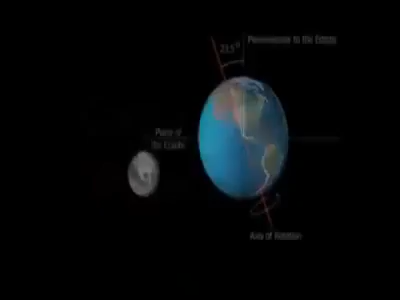 Perpendicular to the Ecliptic
23.5°
Plane of
the Ecliptic
Axis of Rotation